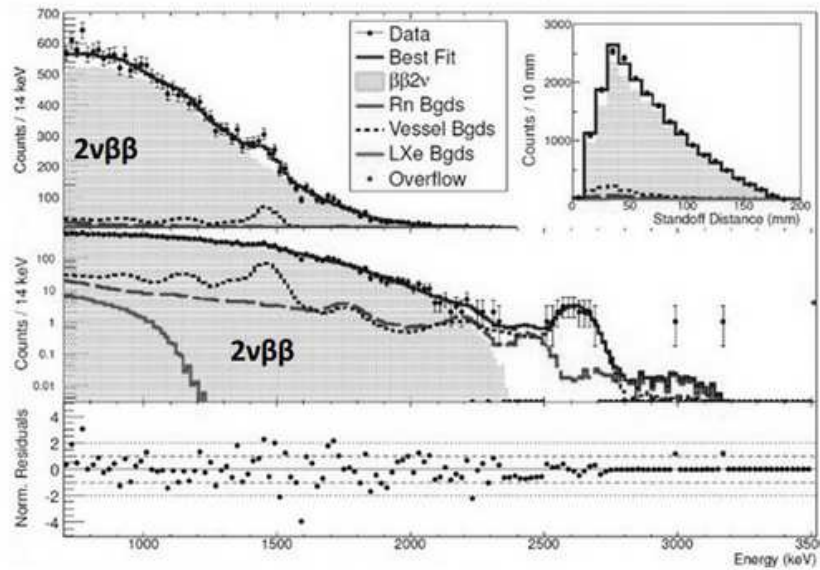 700
600
500
400
300
200
100
Counts / 14 keV
2νββ
Data
Best Fit
ββ2ν
Rn Bgds
Vessel Bgds
LXe Bgds
Overflow
3000
2000
1000
Counts / 10 mm
0 50 100 150 200
Standoff Distance (mm)
100
10
1
0.1
0.01
Counts / 14 keV
2νββ
4
2
0
-2
-4
Norm. Residuals
1000 1500 2000 2500 3000 3500
Energy (keV)